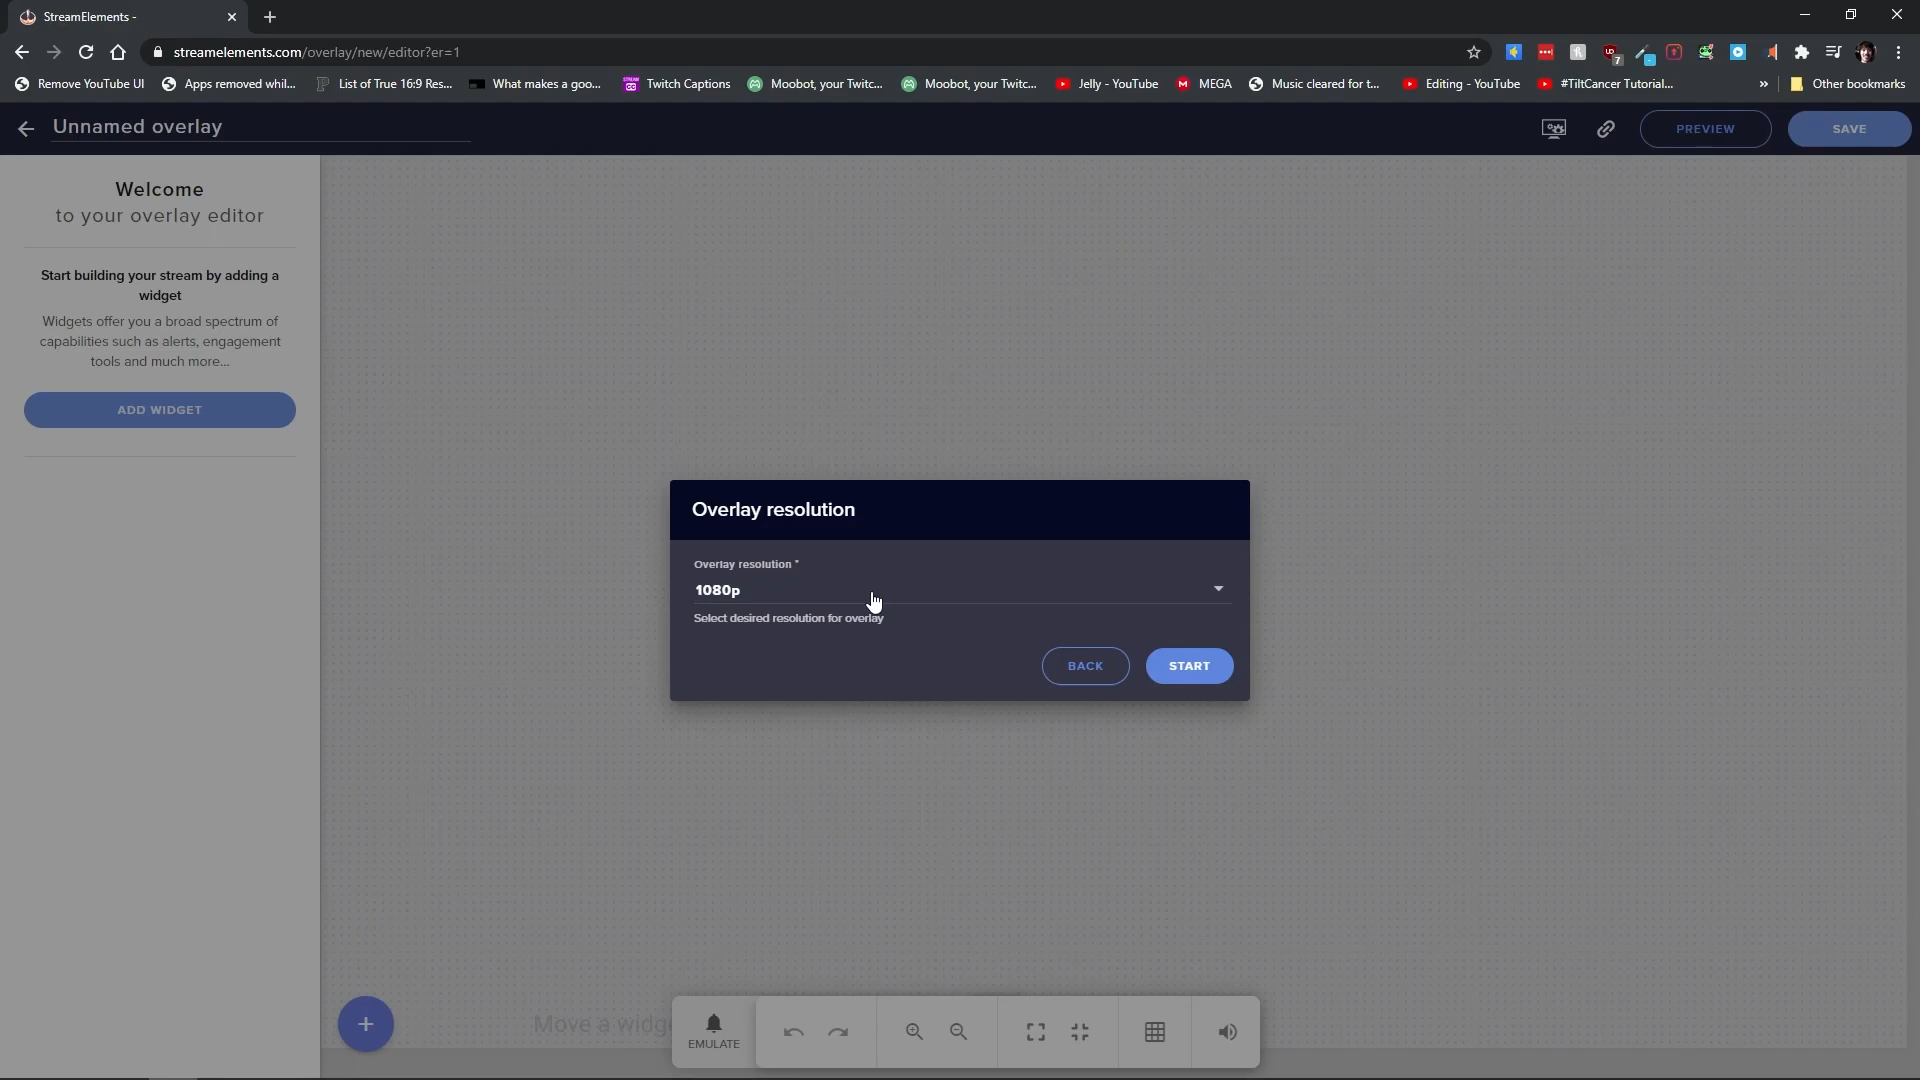 StreamElements -
streamelements.com/overlay/new/editor?er=1
7
Remove YouTube UI
Apps removed whil...
List of True 16:9 Res...
What makes a goo...
Twitch Captions
Moobot, your Twitc...
Moobot, your Twitc...
Jelly - YouTube
MEGA
Music cleared for t...
Editing - YouTube
#TiltCancer Tutorial...
»
Other bookmarks
Unnamed overlay
PREVIEW
SAVE
Welcome
to your overlay editor
Start building your stream by adding a
widget
Widgets offer you a broad spectrum of
capabilities such as alerts, engagement
tools and much more...
ADD WIDGET
Overlay resolution
Overlay resolution *
1080p
Select desired resolution for overlay
BACK
START
Move a widge
EMULATE